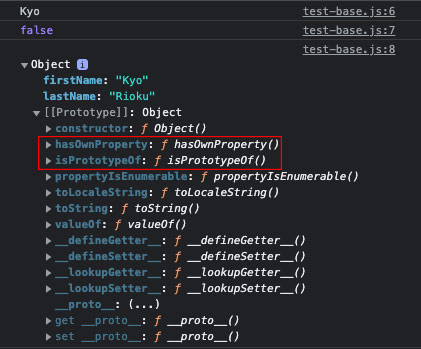 Kyo test-base.js:6
false test-base.js:7
test-base.js:8
▼ Object i
firstName: "Kyo"
lastName: "Rioku"
▼ [[Prototype]]: Object
▶ constructor: ƒ Object()
▶ hasOwnProperty: ƒ hasOwnProperty()
▶ isPrototypeOf: ƒ isPrototypeOf()
▶ propertyIsEnumerable: ƒ propertyIsEnumerable()
▶ toLocaleString: ƒ toLocaleString()
▶ toString: ƒ toString()
▶ valueOf: ƒ valueOf()
▶ __defineGetter__: ƒ __defineGetter__()
▶ __defineSetter__: ƒ __defineSetter__()
▶ __lookupGetter__: ƒ __lookupGetter__()
▶ __lookupSetter__: ƒ __lookupSetter__()
__proto__: (...)
▶ get __proto__: ƒ __proto__()
▶ set __proto__: ƒ __proto__()